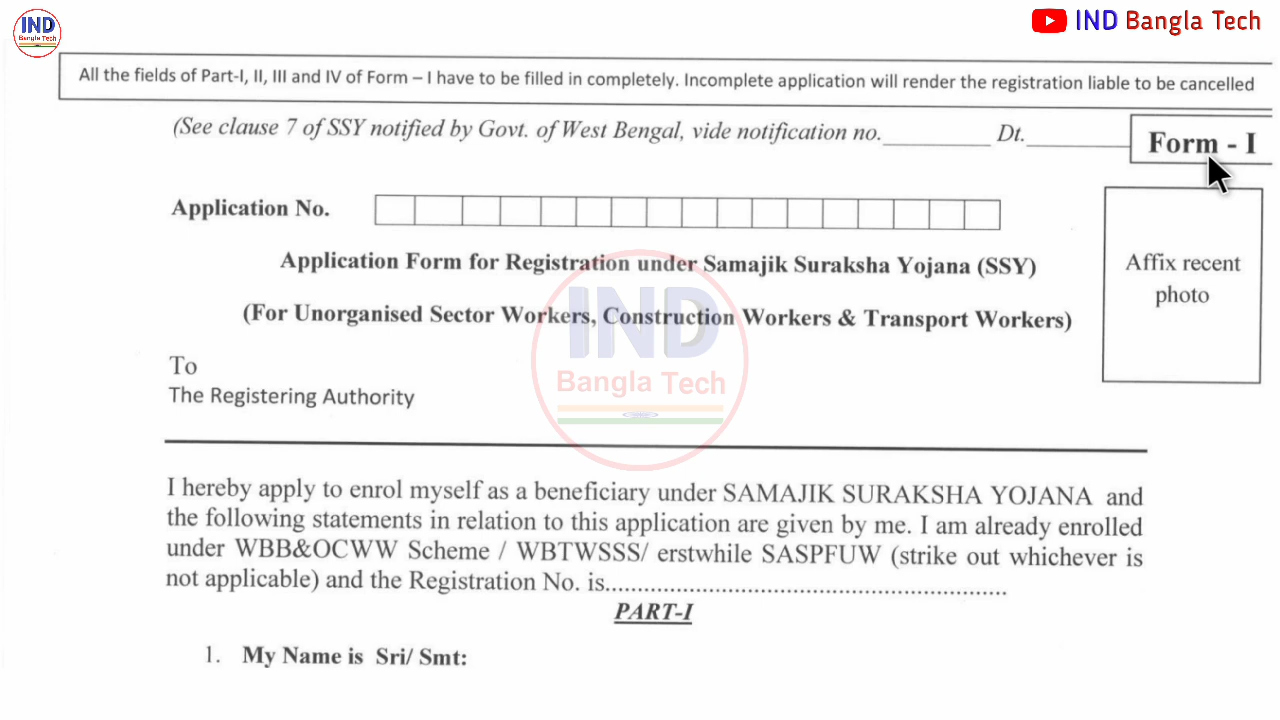 IND
Bangla Tech
IND Bangla Tech
All the fields of Part-I, II, III and IV of Form – I have to be filled in completely. Incomplete application will render the registration liable to be cancelled
(See clause 7 of SSY notified by Govt. of West Bengal, vide notification no.__________ Dt.__________
Form - I
Application No.
Affix recent
photo
Application Form for Registration under Samajik Suraksha Yojana (SSY)
(For Unorganised Sector Workers, Construction Workers & Transport Workers)
IND
Bangla Tech
To
The Registering Authority
I hereby apply to enrol myself as a beneficiary under SAMAJIK SURAKSHA YOJANA and
the following statements in relation to this application are given by me. I am already enrolled
under WBB&OCWW Scheme / WBTWSSS/ erstwhile SASPFUW (strike out whichever is
not applicable) and the Registration No. is..............................................................
PART-I
1. My Name is Sri/ Smt: